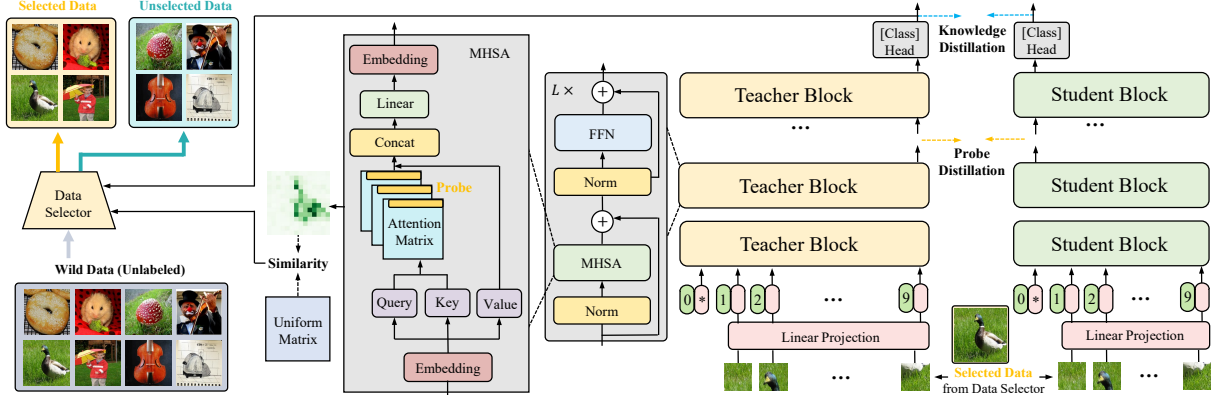 Selected Data
Unselected Data
Data
Selector
Wild Data (Unlabeled)
Similarity
Uniform
Matrix
MHSA
Embedding
Linear
Concat
Probe
Attention
Matrix
Query
Key
Value
Embedding
L ×
+
FFN
Norm
+
MHSA
Norm
[Class]
Head
Knowledge
Distillation
[Class]
Head
Teacher Block
Student Block
...
...
Probe
Distillation
Teacher Block
Student Block
Teacher Block
Student Block
0 * 1 2 ... 9
0 * 1 2 ... 9
Linear Projection
Linear Projection
...
...
Selected Data
from Data Selector